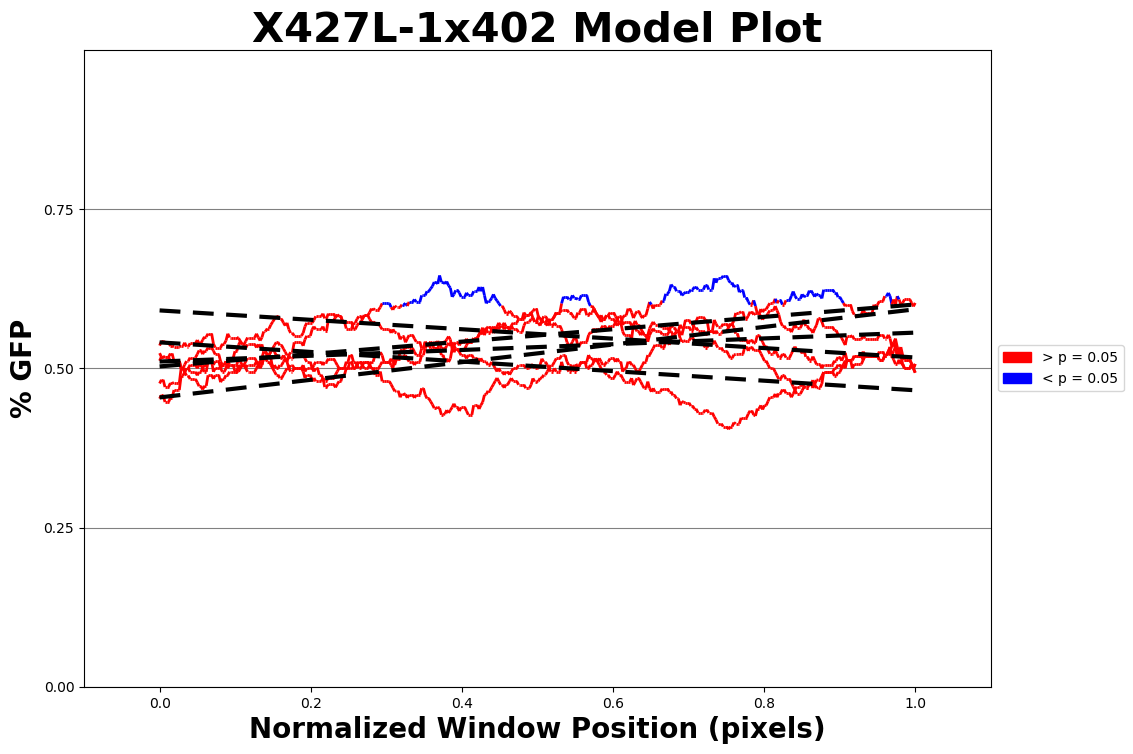 X427L-1x402 Model Plot
% GFP
0.75
0.50
0.25
0.00
0.0 0.2 0.4 0.6 0.8 1.0
Normalized Window Position (pixels)
> p = 0.05
< p = 0.05